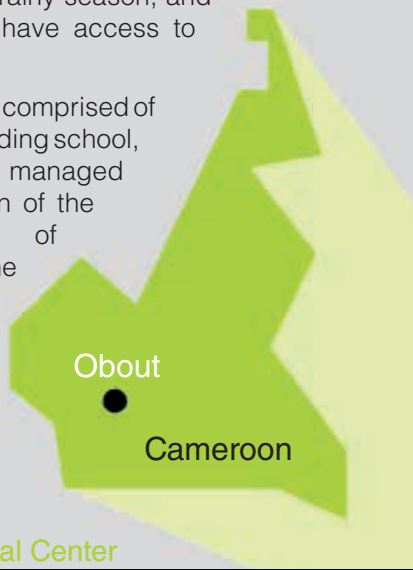 rainy season, and
have access to
comprised of
ding school,
managed
n of the
of
Obout
Cameroon
al Center